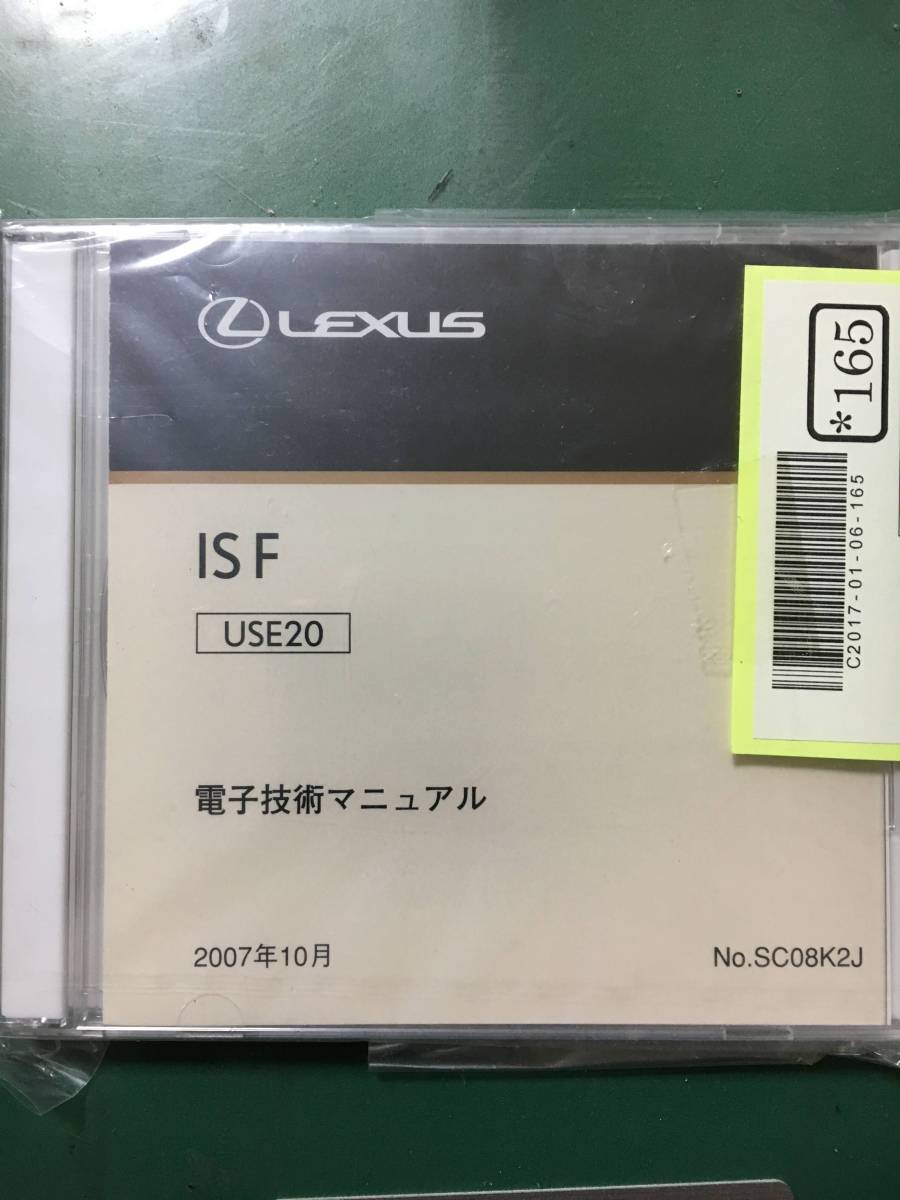 LEXUS
IS F
USE20
電子技術マニュアル
2007年10月
No.SC08K2J
*165
C2017-01-06-165